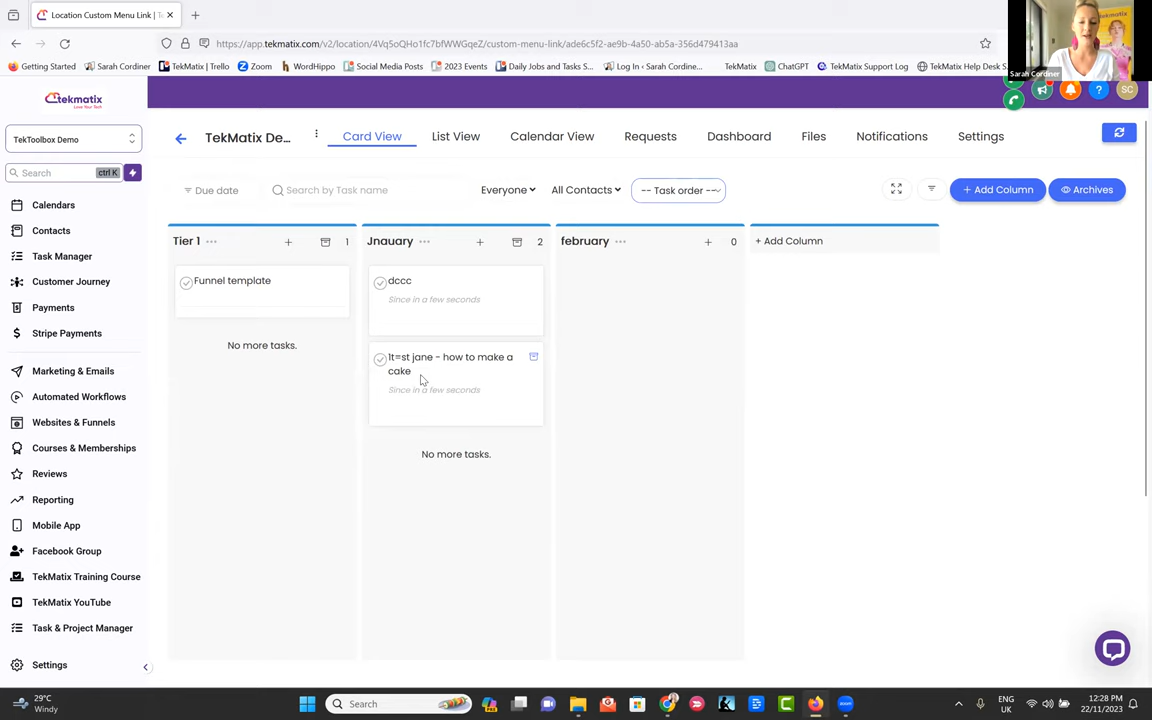 Location Custom Menu Link | T
https://app.tekmatix.com/v2/location/4Vq5oQHo1fc7bfWWGqeZ/custom-menu-link/ade6c5f2-ae9b-4a50-ab5a-356d479413aa
Getting Started
Sarah Cordiner
TekMatix | Trello
Zoom
WordHippo
Social Media Posts
2023 Events
Daily Jobs and Tasks S...
Log In ‹ Sarah Cordine...
TekMatix
ChatGPT
TekMatix Support Log
TekMatix Help Desk S...
Sarah Cordiner
tekmatix
Love Your Tech
SC
TekToolbox Demo
TekMatix De...
Card View
List View
Calendar View
Requests
Dashboard
Files
Notifications
Settings
Search
ctrl K
Due date
Search by Task name
Everyone
All Contacts
-- Task order --
+ Add Column
Archives
Calendars
Contacts
Task Manager
Customer Journey
Payments
Stripe Payments
Marketing & Emails
Automated Workflows
Websites & Funnels
Courses & Memberships
Reviews
Reporting
Mobile App
Facebook Group
TekMatix Training Course
TekMatix YouTube
Task & Project Manager
Settings
Tier 1 ... + 1
Funnel template
No more tasks.
Jnauary ... + 2
dccc
Since in a few seconds
1t=st jane - how to make a
cake
Since in a few seconds
No more tasks.
february ... + 0
+ Add Column
29°C
Windy
Search
ENG
UK
12:28 PM
22/11/2023